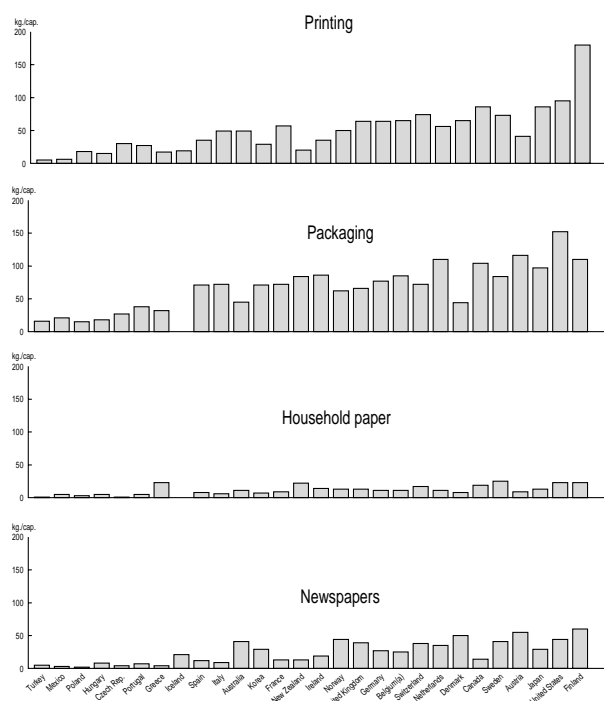 kg./cap.
Printing
200
150
100
50
0
kg./cap.
200
Packaging
150
100
50
0
kg./cap.
200
Household paper
150
100
50
0
kg./cap.
200
150
Newspapers
100
50
0
Turkey
Mexico
Poland
Hungary
Czech Rep.
Portugal
Greece
Iceland
Spain
Italy
Australia
Korea
France
New Zealand
Ireland
Norway
nited Kingdom
Germany
Belgium(a)
Switzerland
Netherlands
Denmark
Canada
Sweden
Austria
Japan
United States
Finland